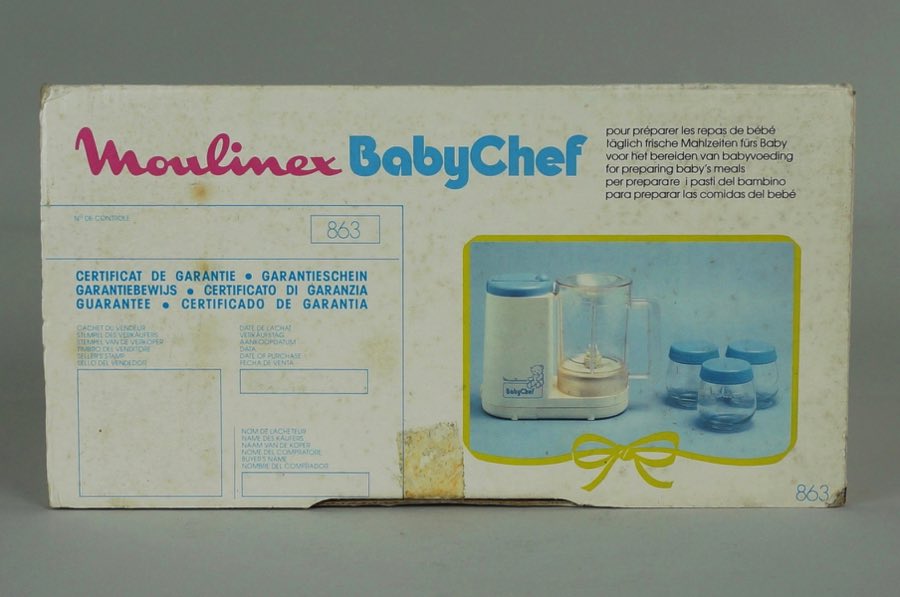 Moulinex BabyChef
pour préparer les repas de bébé
täglich frische Mahlzeiten fürs Baby
voor het bereiden van babyvoeding
for preparing baby's meals
per preparare i pasti del bambino
para preparar las comidas del bebé
N° DE CONTROLE
863
CERTIFICAT DE GARANTIE • GARANTIESCHEIN
GARANTIEBEWIJS • CERTIFICATO DI GARANZIA
GUARANTEE • CERTIFICADO DE GARANTIA
CACHET DU VENDEUR
STEMPEL DES VERKÄUFERS
STEMPEL VAN DE VERKOPER
TIMBRO DEL VENDITORE
SELLER'S STAMP
SELLO DEL VENDEDOR
DATE DE L'ACHAT
VERKAUFSTAG
AANKOOPDATUM
DATA
DATE OF PURCHASE
FECHA DE VENTA
NOM DE L'ACHETEUR
NAME DES KÄUFERS
NAAM VAN DE KOPER
NOME DEL COMPRATORE
BUYER'S NAME
NOMBRE DEL COMPRADOR
BabyChef
863